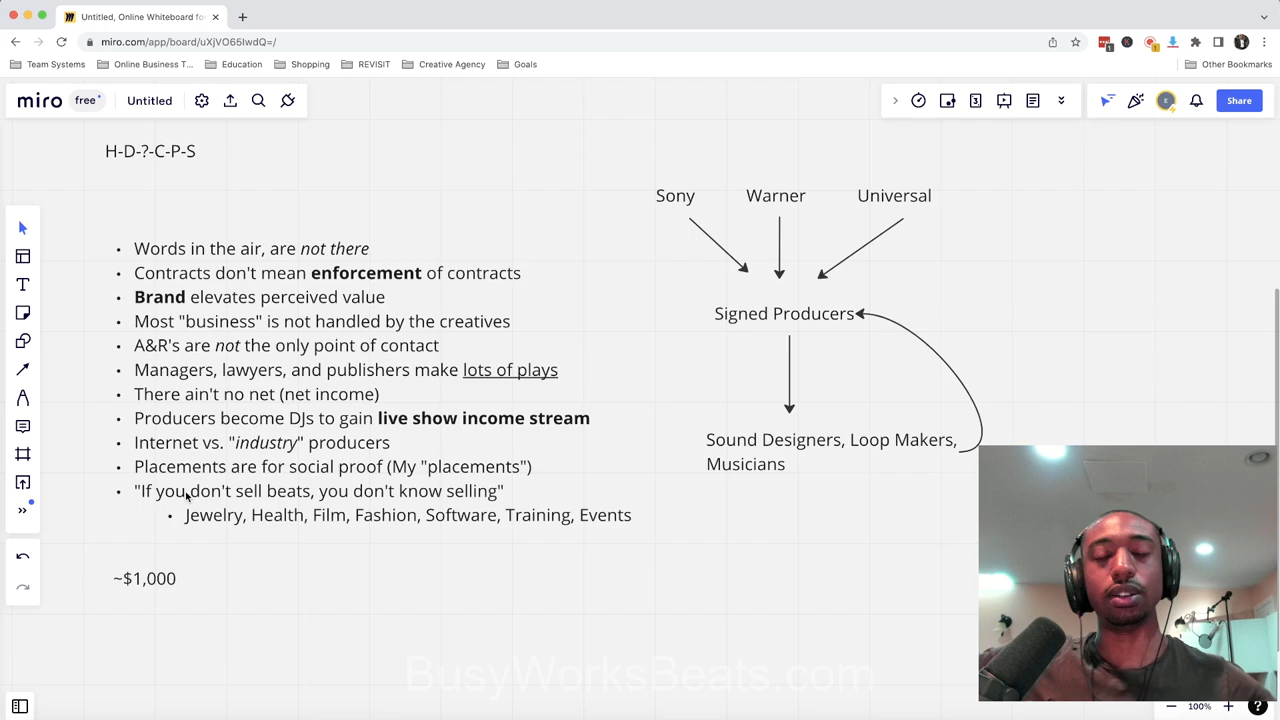 Untitled, Online Whiteboard for
miro.com/app/board/uXjVO65IwdQ=/
Team Systems
Online Business T...
Education
Shopping
REVISIT
Creative Agency
Goals
Other Bookmarks
miro free Untitled
3
E
Share
H-D-?-C-P-S
Sony Warner Universal
• Words in the air, are not there
• Contracts don't mean enforcement of contracts
• Brand elevates perceived value
• Most "business" is not handled by the creatives
• A&R's are not the only point of contact
• Managers, lawyers, and publishers make lots of plays
• There ain't no net (net income)
• Producers become DJs to gain live show income stream
• Internet vs. "industry" producers
• Placements are for social proof (My "placements")
• "If you don't sell beats, you don't know selling"
• Jewelry, Health, Film, Fashion, Software, Training, Events
~$1,000
Signed Producers
Sound Designers, Loop Makers,
Musicians
BusyWorksBeats.com
100%
?